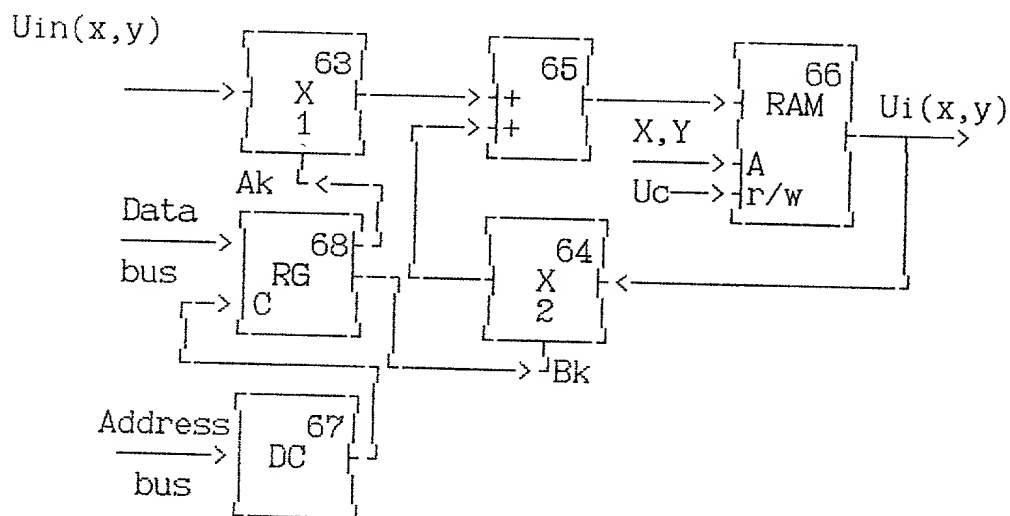 Uin(x,y)
63
X
1
Ak
65
+
+
66
RAM
X,Y
A
Uc
r/w
Ui(x,y)
Data
bus
68
RG
C
64
X
2
Bk
Address
bus
67
DC